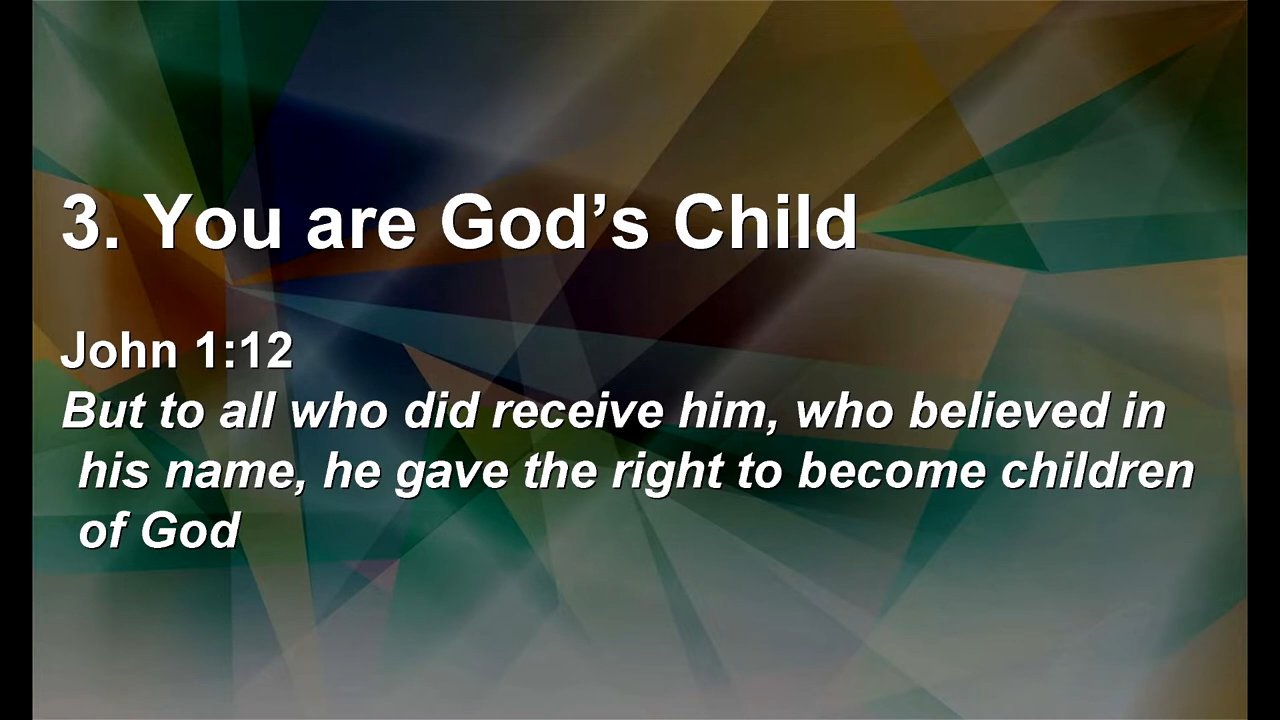 3. You are God’s Child
John 1:12
But to all who did receive him, who believed in
his name, he gave the right to become children
of God